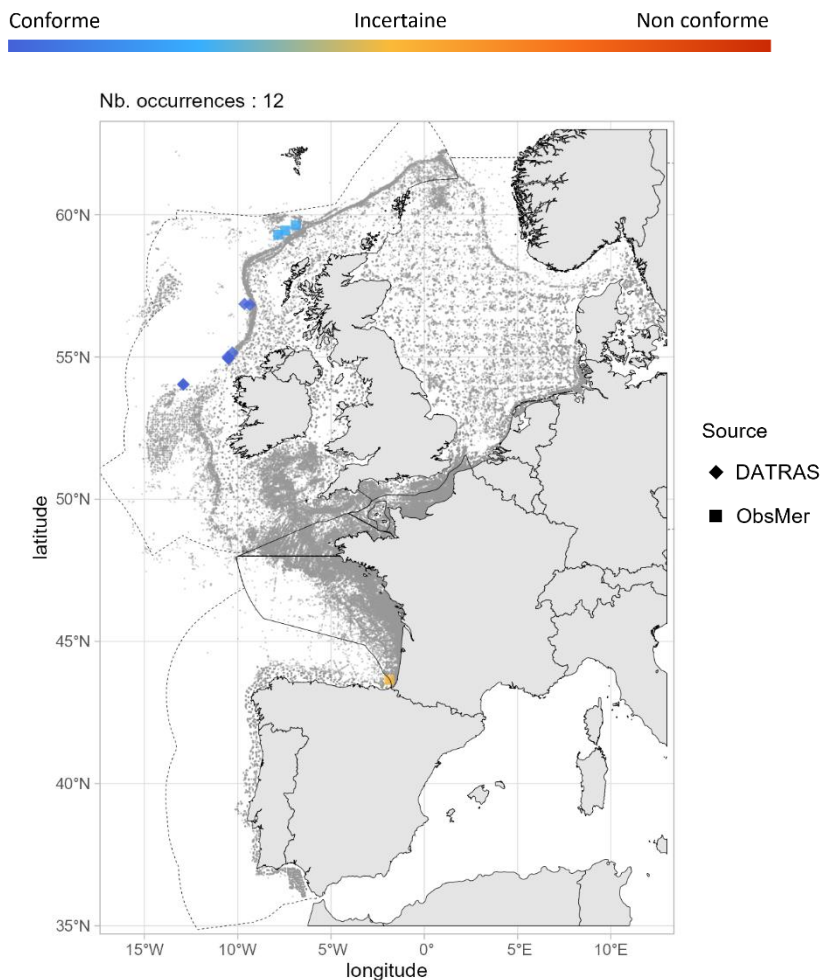 Conforme Incertaine Non conforme
Nb. occurrences : 12
60°N
55°N
50°N
45°N
40°N
35°N
latitude
15°W 10°W 5°W 0° 5°E 10°E
longitude
Source
DATRAS
ObsMer